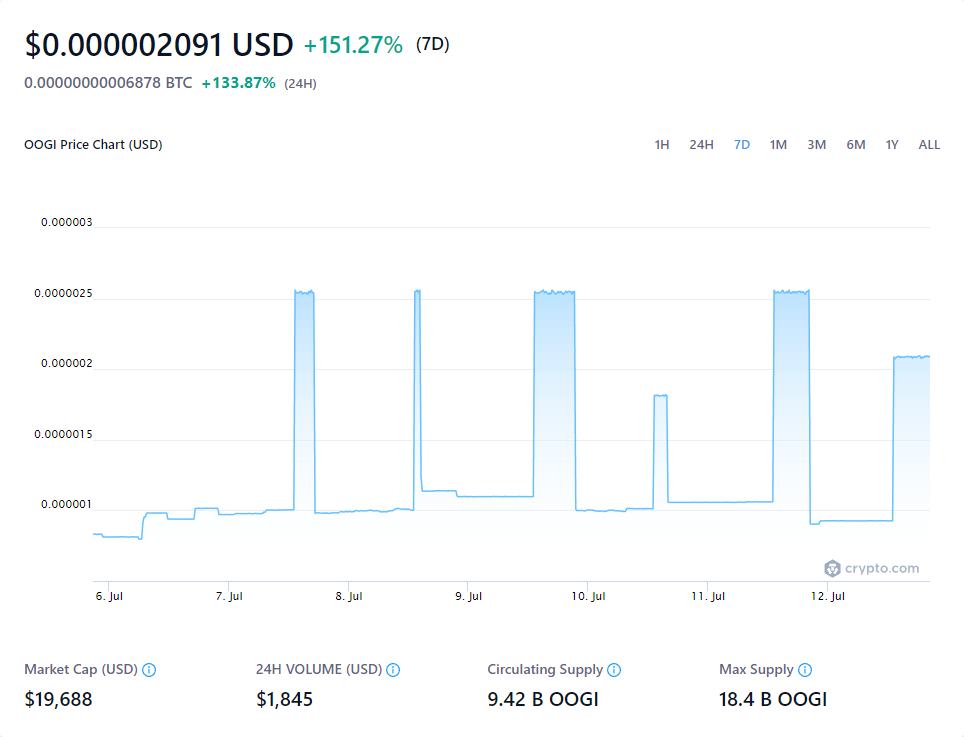 $0.000002091 USD +151.27% (7D)
0.00000000006878 BTC +133.87% (24H)
OOGI Price Chart (USD) 1H 24H 7D 1M 3M 6M 1Y ALL
0.000003
0.0000025
0.000002
0.0000015
0.000001
crypto.com
6. Jul 7. Jul 8. Jul 9. Jul 10. Jul 11. Jul 12. Jul
Market Cap (USD) 24H VOLUME (USD) Circulating Supply Max Supply
$19,688 $1,845 9.42 B OOGI 18.4 B OOGI